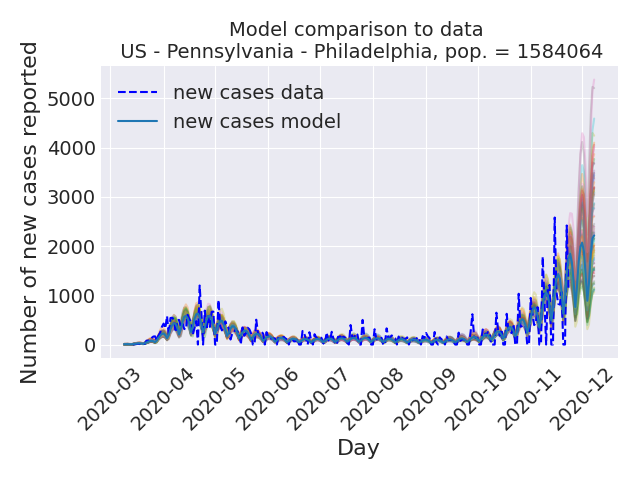 Model comparison to data
US - Pennsylvania - Philadelphia, pop. = 1584064
Number of new cases reported
5000
4000
3000
2000
1000
0
new cases data
new cases model
2020-03
2020-04
2020-05
2020-06
2020-07
2020-08
2020-09
2020-10
2020-11
2020-12
Day